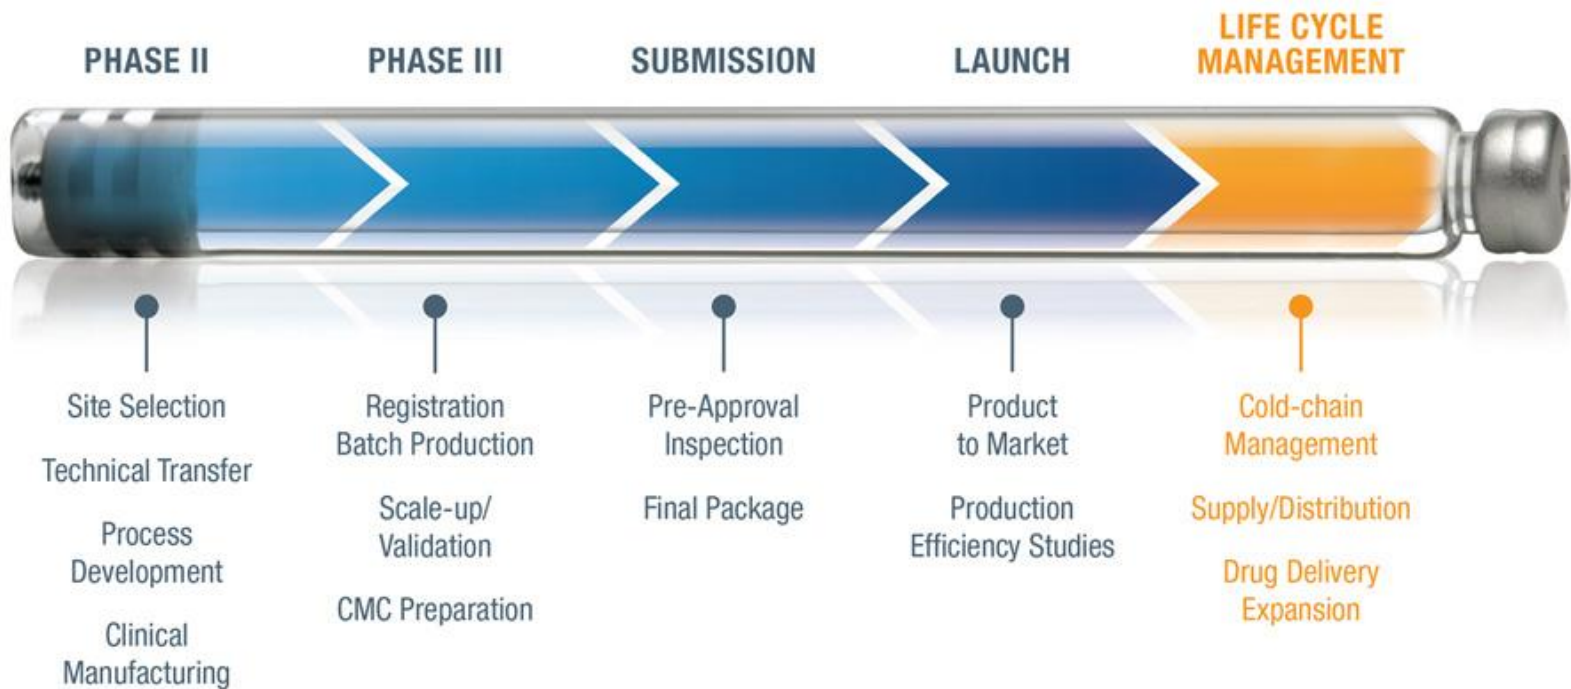 PHASE II
PHASE III
SUBMISSION
LAUNCH
LIFE CYCLE
MANAGEMENT
Site Selection
Technical Transfer
Process
Development
Clinical
Manufacturing
Registration
Batch Production
Scale-up/
Validation
CMC Preparation
Pre-Approval
Inspection
Final Package
Product
to Market
Production
Efficiency Studies
Cold-chain
Management
Supply/Distribution
Drug Delivery
Expansion